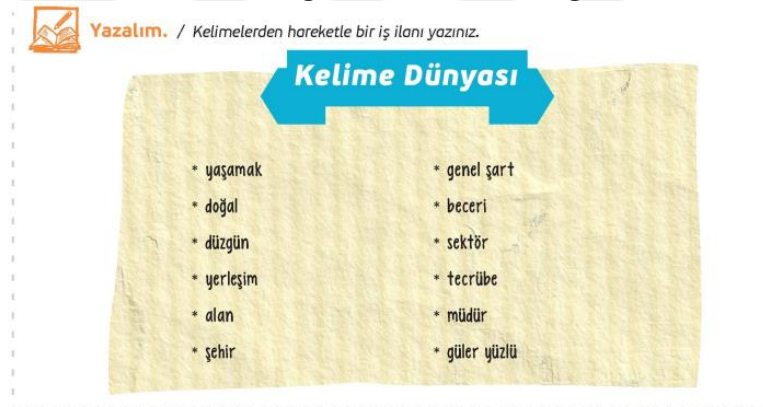 Yazalım. / Kelimelerden hareketle bir iş ilanı yazınız.
Kelime Dünyası
* yaşamak
* doğal
* düzgün
* yerleşim
* alan
* şehir
* genel şart
* beceri
* sektör
* tecrübe
* müdür
* güler yüzlü